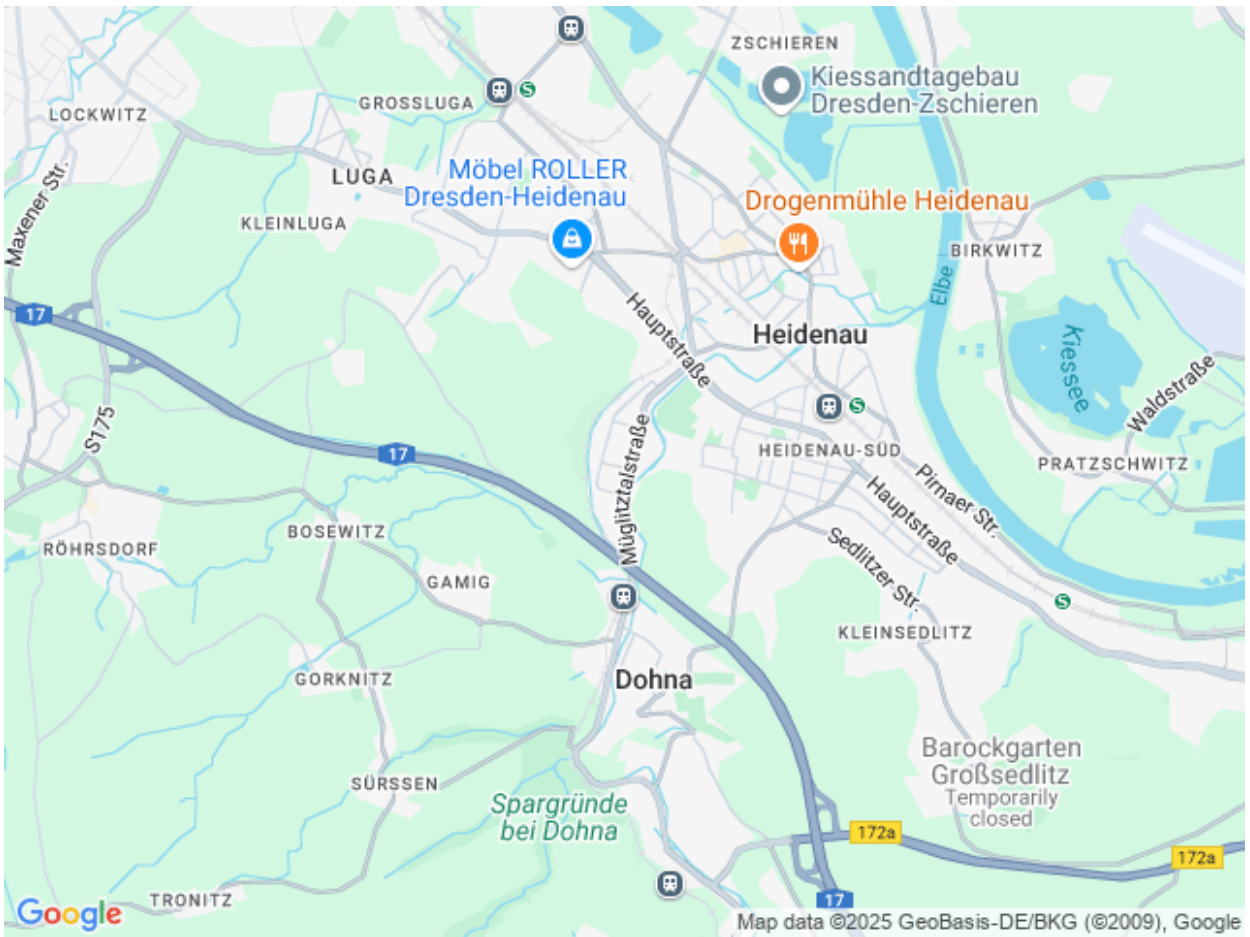 ZSCHIEREN
Kiessandtagebau
Dresden-Zschieren
S
GROSSLUGA
LOCKWITZ
Möbel ROLLER
Dresden-Heidenau
LUGA
Maxener Str.
Drogenmühle Heidenau
KLEINLUGA
BIRKWITZ
Elbe
17
Hauptstraße
Heidenau
Kiessee
Waldstraße
S
S175
17
Müglitztalstraße
HEIDENAU-SÜD
PRATZSCHWITZ
Pirnaer Str.
Hauptstraße
BOSEWITZ
RÖHRSDORF
Sedlitzer Str.
GAMIG
S
KLEINSEDLITZ
GORKNITZ
Dohna
Barockgarten
Großsedlitz
Temporarily
closed
SÜRSSEN
Spargründe
bei Dohna
172a
172a
TRONITZ
17
Google
Map data ©2025 GeoBasis-DE/BKG (©2009), Google